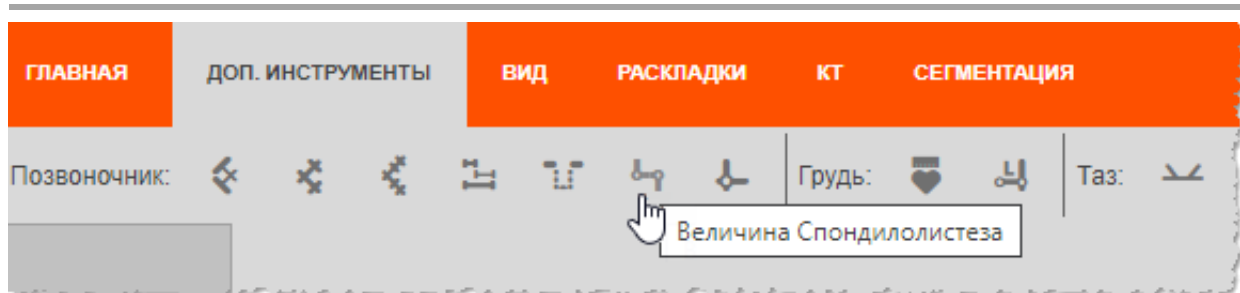 ГЛАВНАЯ ДОП. ИНСТРУМЕНТЫ ВИД РАСКЛАДКИ КТ СЕГМЕНТАЦИЯ
Позвоночник: Грудь: Таз:
Величина Спондилолистеза